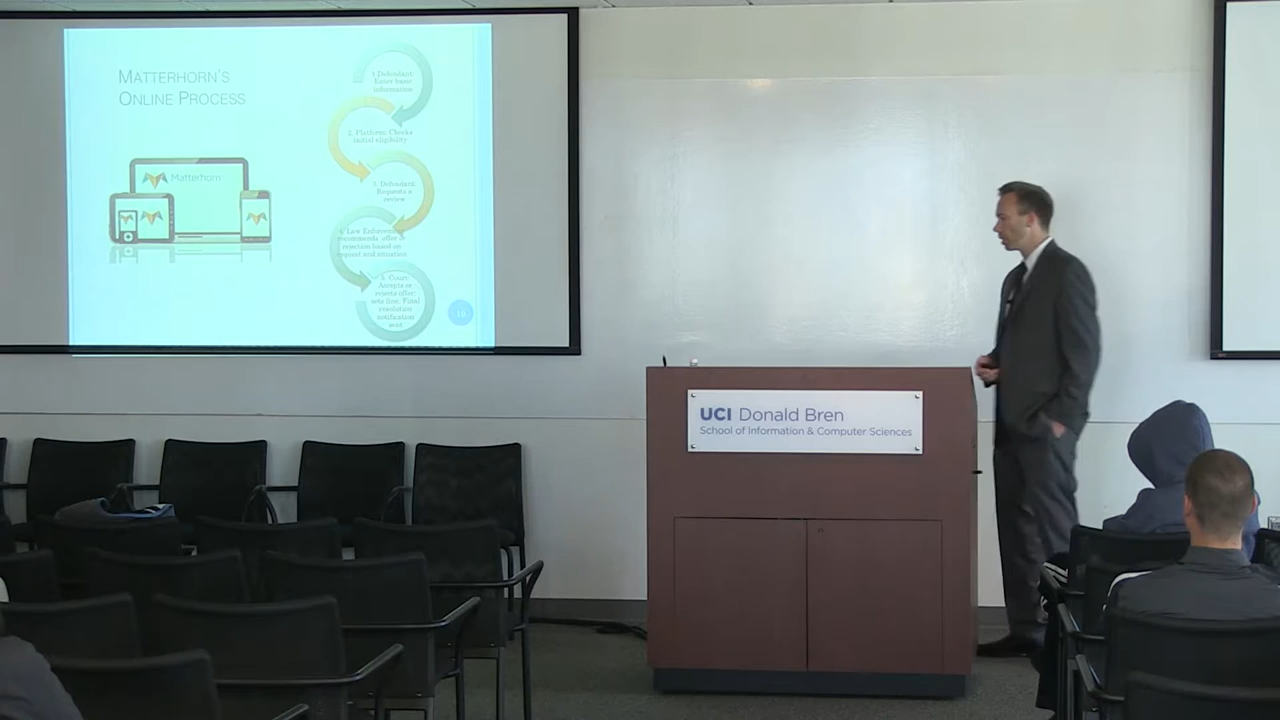 MATTERHORN'S
ONLINE PROCESS
Matterhorn
1. Defendant:
Enter basic
information
2. Platform: Checks
initial eligibility
3. Defendant:
Requests a
review
4. Law Enforcement
recommends offer or
rejection based on
request and situation
5. Court:
Accepts or
rejects offer;
sets fine. Final
resolution
notification
sent
16
UCI Donald Bren
School of Information & Computer Sciences